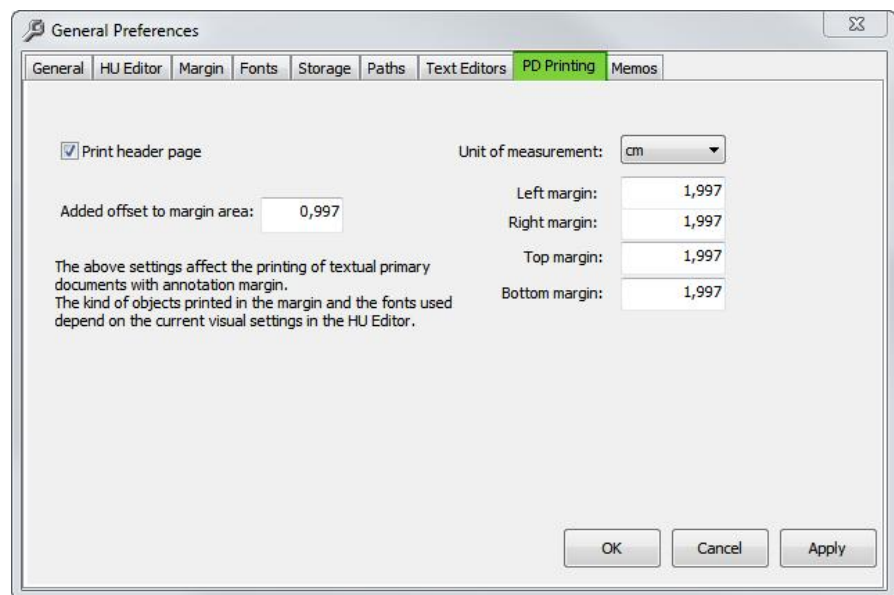 General Preferences
General HU Editor Margin Fonts Storage Paths Text Editors PD Printing Memos
Print header page
Unit of measurement: cm
Left margin: 1,997
Added offset to margin area: 0,997
Right margin: 1,997
Top margin: 1,997
Bottom margin: 1,997
The above settings affect the printing of textual primary
documents with annotation margin.
The kind of objects printed in the margin and the fonts used
depend on the current visual settings in the HU Editor.
OK Cancel Apply